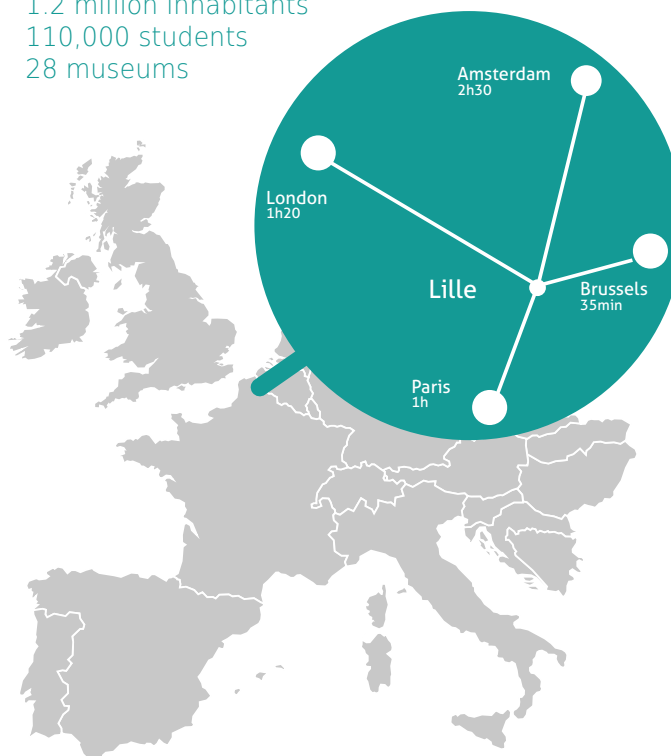 1.2 million inhabitants
110,000 students
28 museums
Amsterdam
2h30
London
1h20
Lille
Brussels
35min
Paris
1h